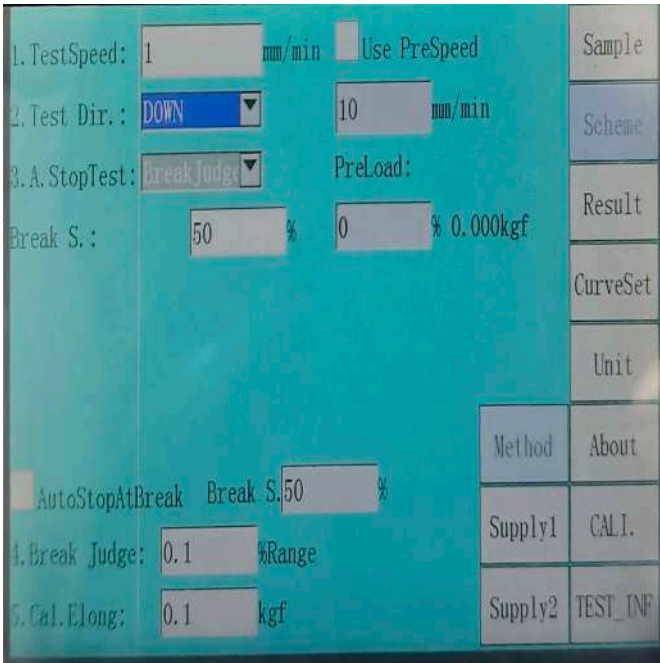 1.TestSpeed: 1 mm/min Use PreSpeed
2.Test Dir.: DOWN 10 mm/min
3.A.StopTest: BreakJudge PreLoad:
Break S.: 50 % 0 % 0.000kgf
AutoStopAtBreak Break S. 50 %
4.Break Judge: 0.1 %Range
5.Cal.Elong: 0.1 kgf
Method
Supply1
Supply2
Sample
Scheme
Result
CurveSet
Unit
About
CALI.
TEST_INF